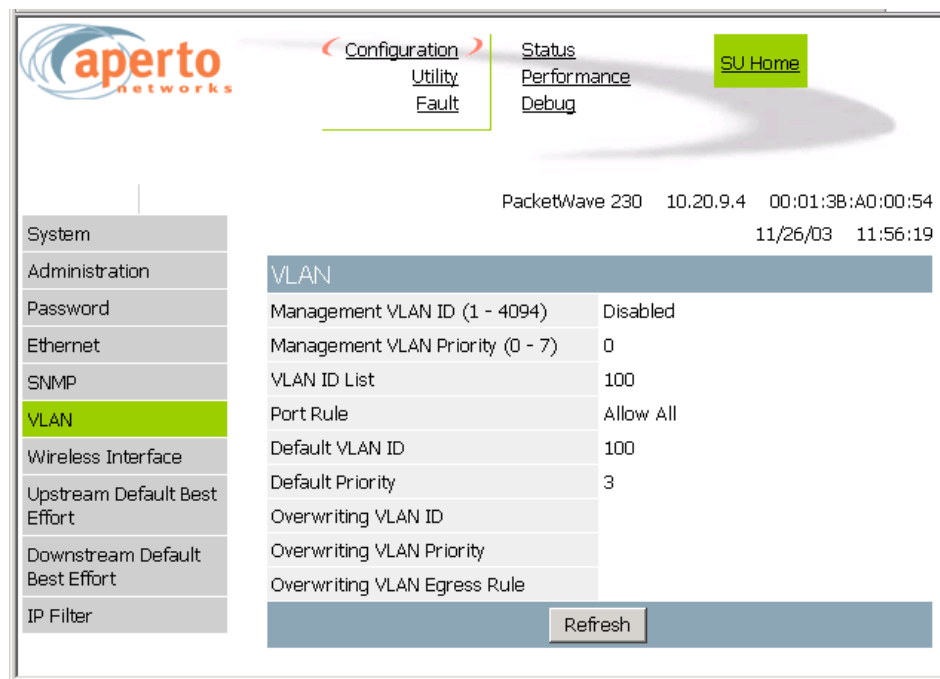 aperto
networks
Configuration
Utility
Fault
Status
Performance
Debug
SU Home
PacketWave 230 10.20.9.4 00:01:3B:A0:00:54
11/26/03 11:56:19
System
Administration
Password
Ethernet
SNMP
VLAN
Wireless Interface
Upstream Default Best
Effort
Downstream Default
Best Effort
IP Filter
VLAN
Management VLAN ID (1 - 4094) Disabled
Management VLAN Priority (0 - 7) 0
VLAN ID List 100
Port Rule Allow All
Default VLAN ID 100
Default Priority 3
Overwriting VLAN ID
Overwriting VLAN Priority
Overwriting VLAN Egress Rule
Refresh